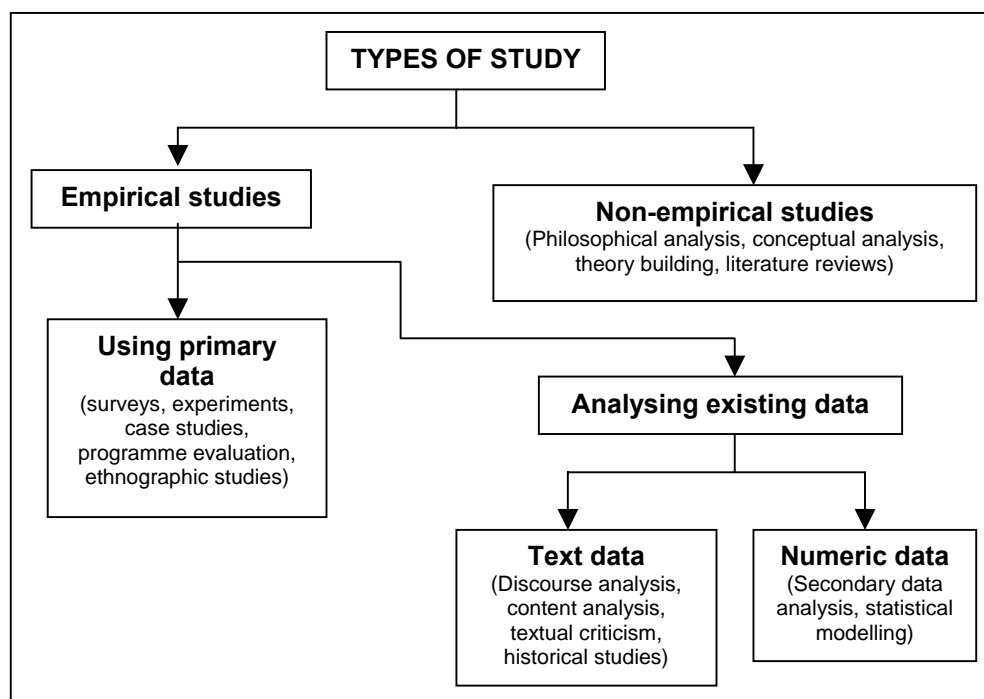 TYPES OF STUDY
Empirical studies
Non-empirical studies
(Philosophical analysis, conceptual analysis,
theory building, literature reviews)
Using primary
data
(surveys, experiments,
case studies,
programme evaluation,
ethnographic studies)
Analysing existing data
Text data
(Discourse analysis,
content analysis,
textual criticism,
historical studies)
Numeric data
(Secondary data
analysis, statistical
modelling)